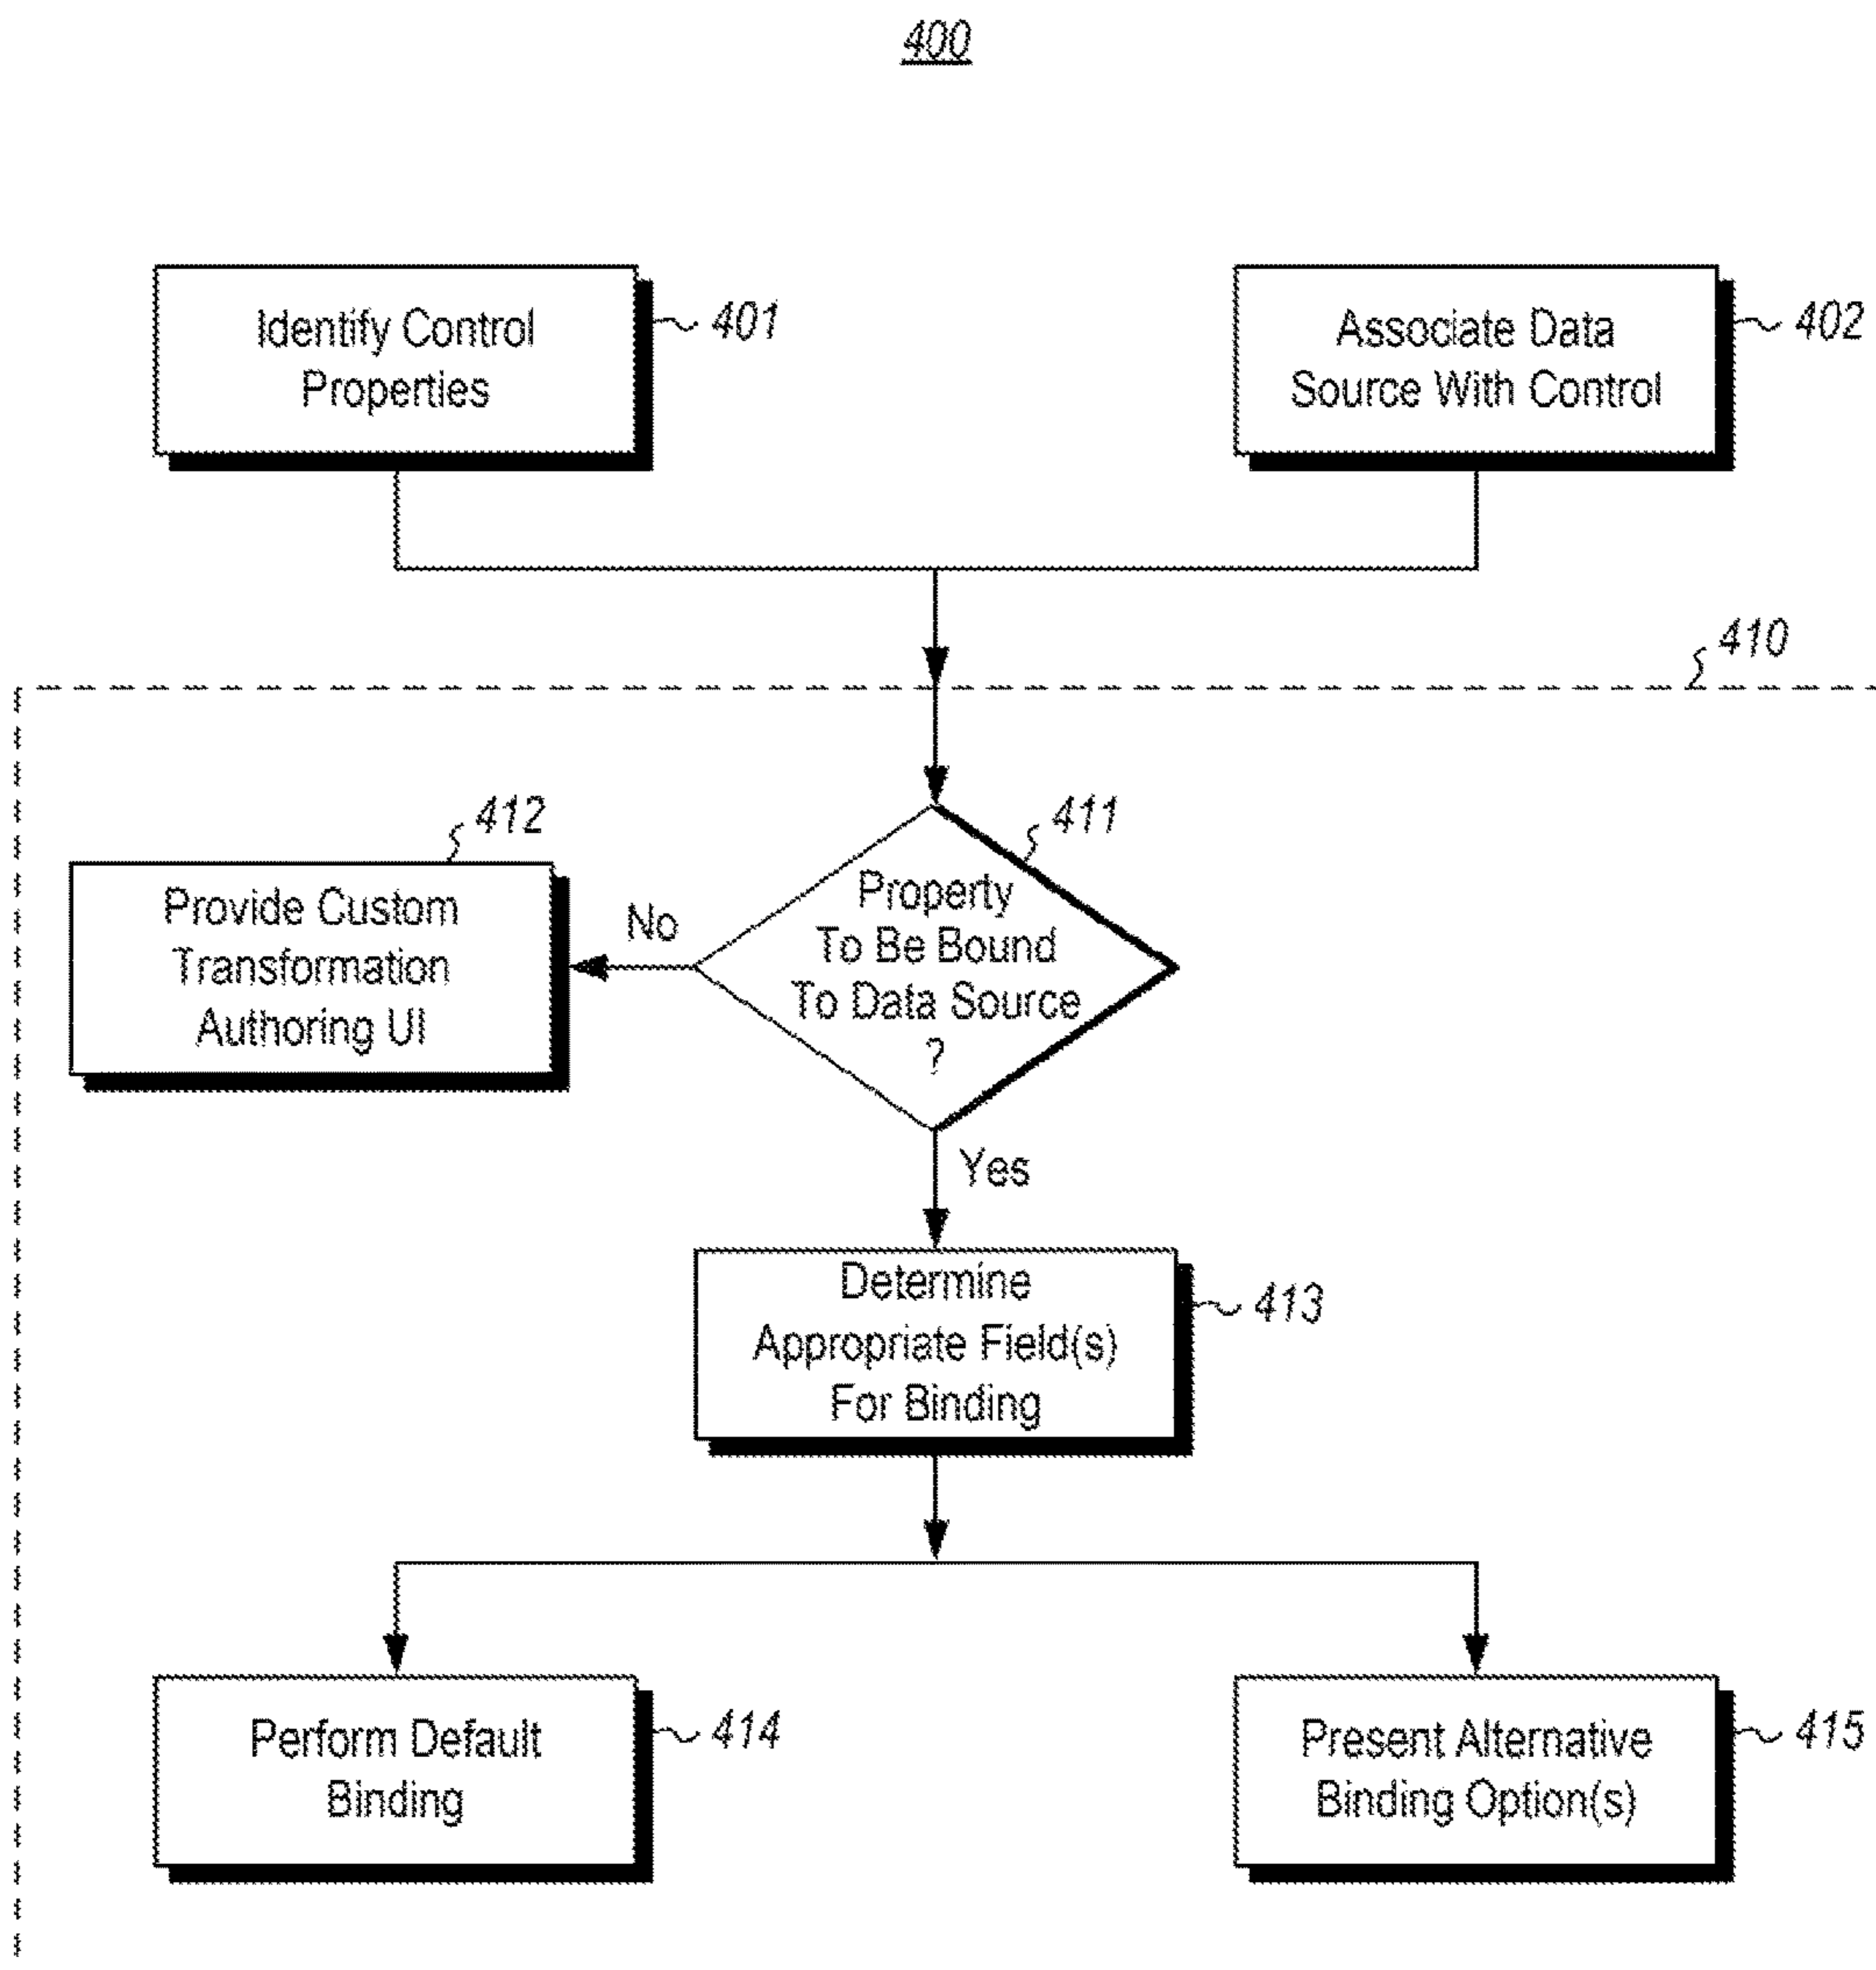 400
Identify Control
Properties
401
Associate Data
Source With Control
402
410
412
Provide Custom
Transformation
Authoring UI
No
411
Property
To Be Bound
To Data Source
?
Yes
Determine
Appropriate Field(s)
For Binding
413
Perform Default
Binding
414
Present Alternative
Binding Option(s)
415